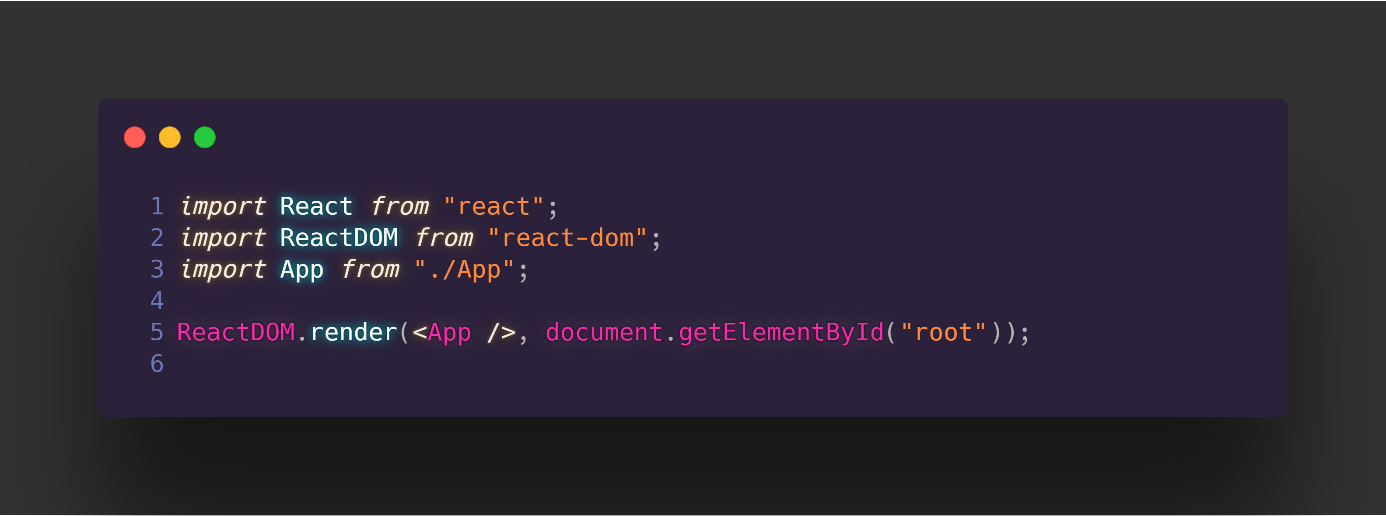 1 import React from "react";
2 import ReactDOM from "react-dom";
3 import App from "./App";
4
5 ReactDOM.render(<App />, document.getElementById("root"));
6